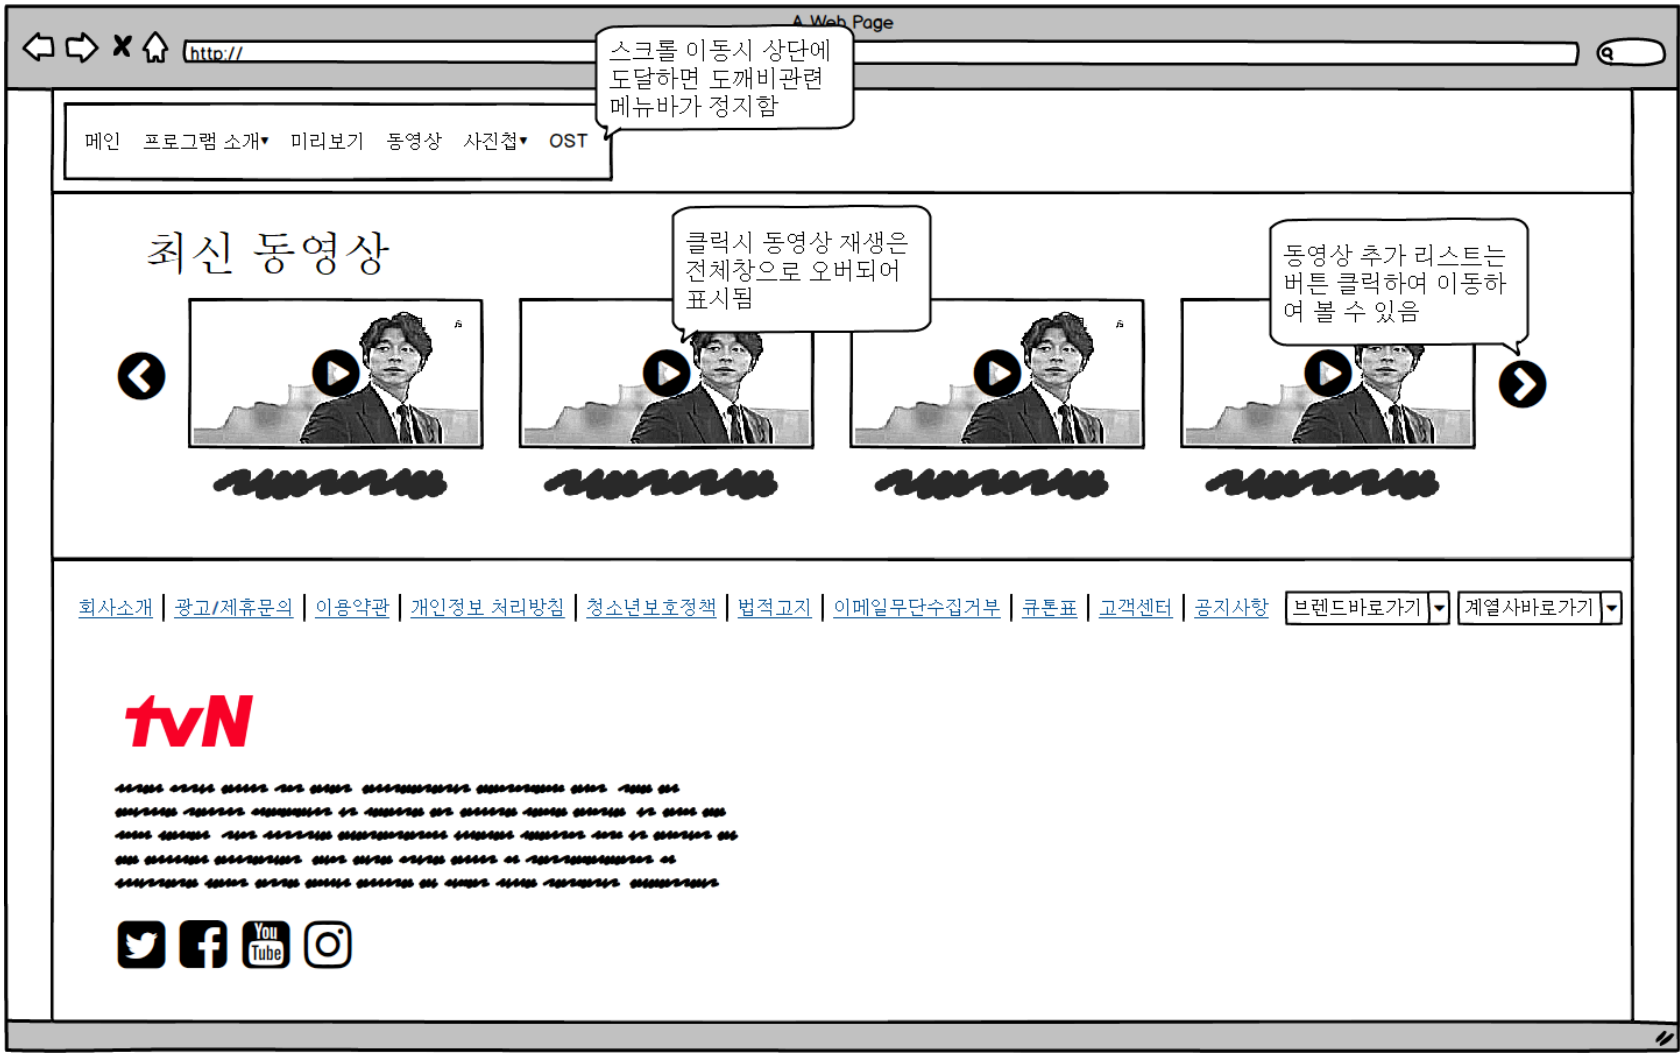 A Web Page
http://
스크롤 이동시 상단에
도달하면 도깨비관련
메뉴바가 정지함
메인 프로그램 소개▾ 미리보기 동영상 사진첩▾ OST
최신 동영상
클릭시 동영상 재생은
전체창으로 오버되어
표시됨
동영상 추가 리스트는
버튼 클릭하여 이동하
여 볼 수 있음
회사소개 | 광고/제휴문의 | 이용약관 | 개인정보 처리방침 | 청소년보호정책 | 법적고지 | 이메일무단수집거부 | 큐톤표 | 고객센터 | 공지사항 브렌드바로가기 계열사바로가기
tvN
You
Tube